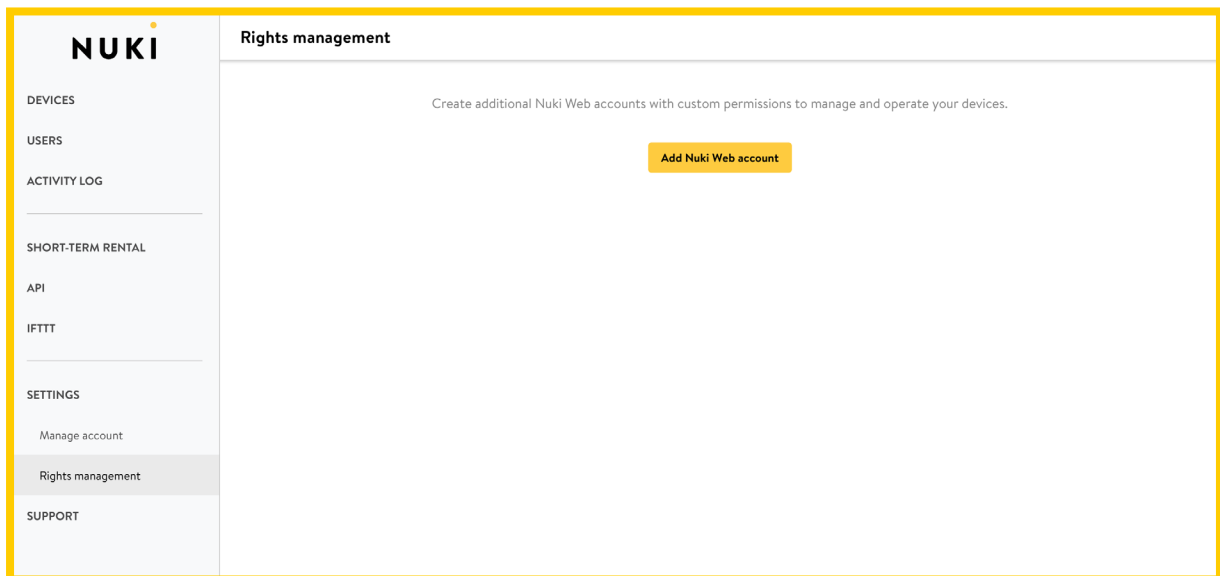 NUKI
DEVICES
USERS
ACTIVITY LOG
SHORT-TERM RENTAL
API
IFTTT
SETTINGS
Manage account
Rights management
SUPPORT
Rights management
Create additional Nuki Web accounts with custom permissions to manage and operate your devices.
Add Nuki Web account